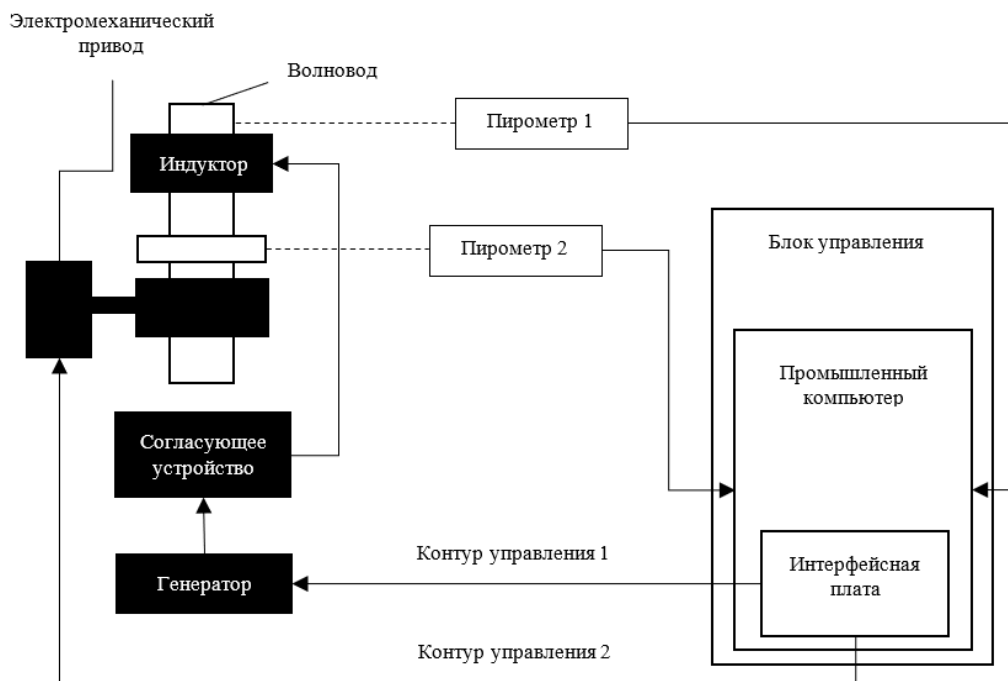 Электромеханический
привод
Волновод
Пирометр 1
Индуктор
Пирометр 2
Блок управления
Промышленный
компьютер
Согласующее
устройство
Контур управления 1
Генератор
Интерфейсная
плата
Контур управления 2